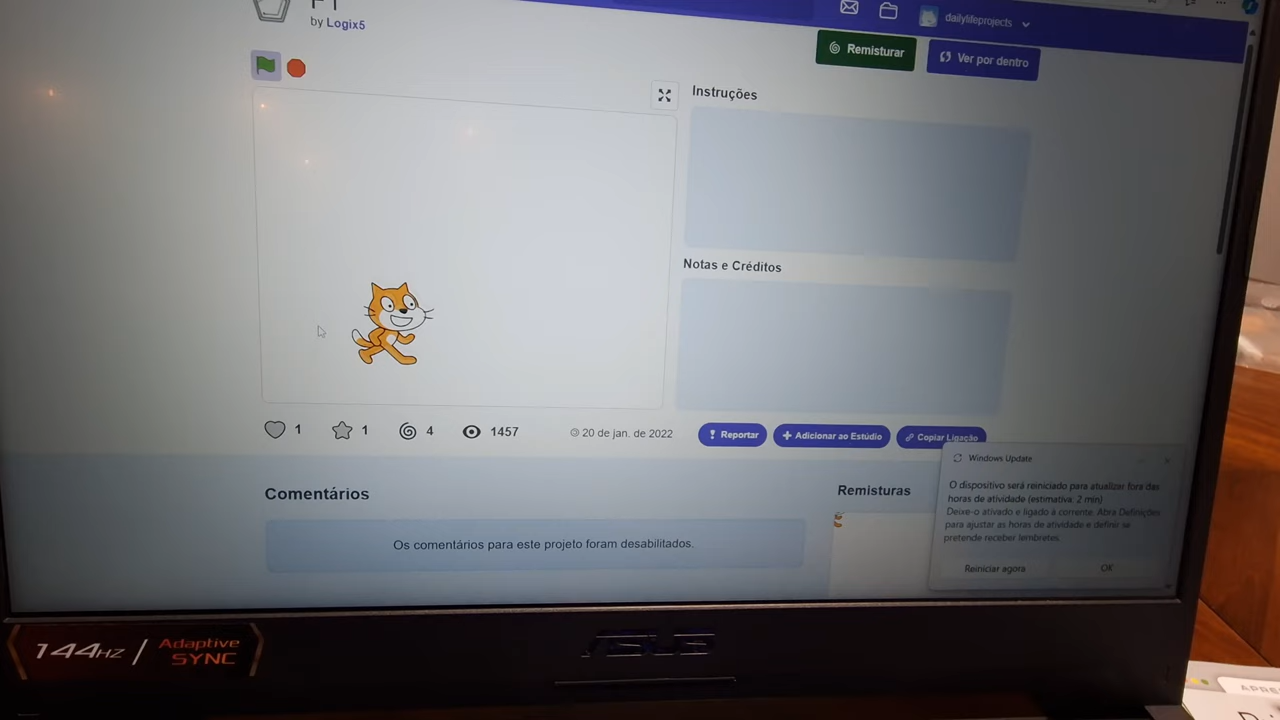 by Logix5
dailylifeprojects
Remisturar
Ver por dentro
Instruções
Notas e Créditos
1
1
4
1457
20 de jan. de 2022
Reportar
Adicionar ao Estúdio
Copiar Ligação
Comentários
Os comentários para este projeto foram desabilitados.
Remisturas
Windows Update
O dispositivo será reiniciado para atualizar fora das
horas de atividade (estimativa: 2 min)
Deixe-o ativado e ligado à corrente. Abra Definições
para ajustar as horas de atividade e definir se
pretende receber lembretes.
Reiniciar agora
OK
144HZ / Adaptive
SYNC
ASUS